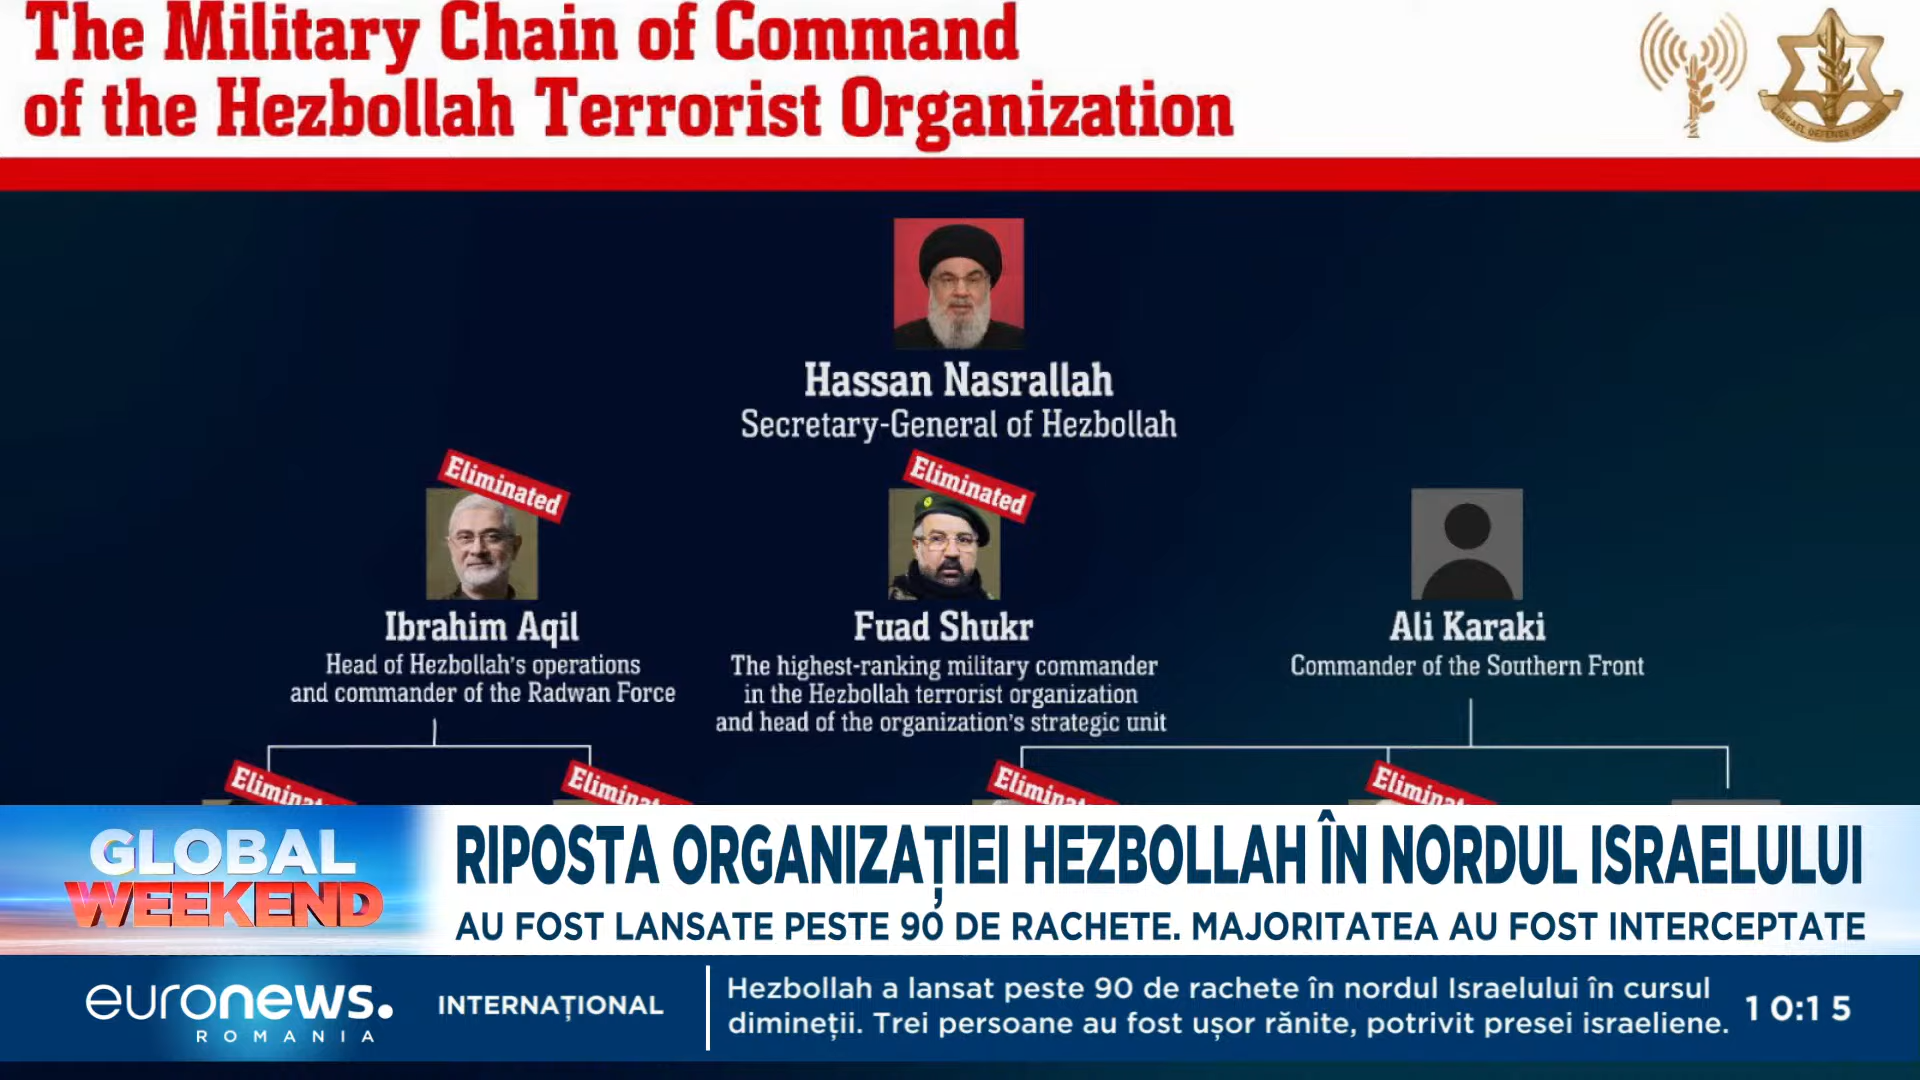 The Military Chain of Command
of the Hezbollah Terrorist Organization
ISRAEL DEFENSE FORCES
Hassan Nasrallah
Secretary-General of Hezbollah
Eliminated
Eliminated
Ibrahim Aqil
Head of Hezbollah's operations
and commander of the Radwan Force
Fuad Shukr
The highest-ranking military commander
in the Hezbollah terrorist organization
and head of the organization's strategic unit
Ali Karaki
Commander of the Southern Front
GLOBAL
WEEKEND
RIPOSTA ORGANIZAȚIEI HEZBOLLAH ÎN NORDUL ISRAELULUI
AU FOST LANSATE PESTE 90 DE RACHETE. MAJORITATEA AU FOST INTERCEPTATE
euronews.
ROMANIA
INTERNAȚIONAL
Hezbollah a lansat peste 90 de rachete în nordul Israelului în cursul
dimineții. Trei persoane au fost ușor rănite, potrivit presei israeliene.
10:15